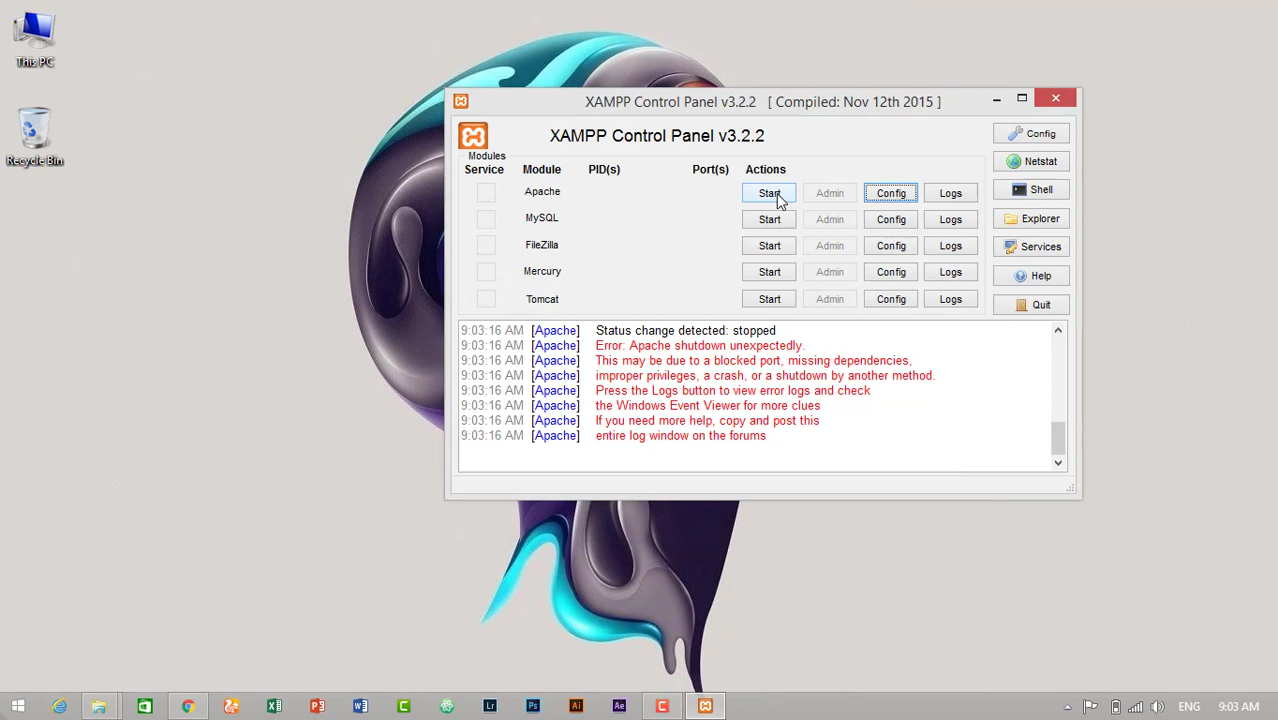 This PC
Recycle Bin
XAMPP Control Panel v3.2.2 [ Compiled: Nov 12th 2015 ]
XAMPP Control Panel v3.2.2
Config
Modules
Service Module PID(s) Port(s) Actions
Netstat
Apache Start Admin Config Logs
Shell
MySQL Start Admin Config Logs
Explorer
FileZilla Start Admin Config Logs
Services
Mercury Start Admin Config Logs
Help
Tomcat Start Admin Config Logs
Quit
9:03:16 AM [Apache] Status change detected: stopped
9:03:16 AM [Apache] Error: Apache shutdown unexpectedly.
9:03:16 AM [Apache] This may be due to a blocked port, missing dependencies,
9:03:16 AM [Apache] improper privileges, a crash, or a shutdown by another method.
9:03:16 AM [Apache] Press the Logs button to view error logs and check
9:03:16 AM [Apache] the Windows Event Viewer for more clues
9:03:16 AM [Apache] If you need more help, copy and post this
9:03:16 AM [Apache] entire log window on the forums
Lr Ps Ai Ae
ENG 9:03 AM